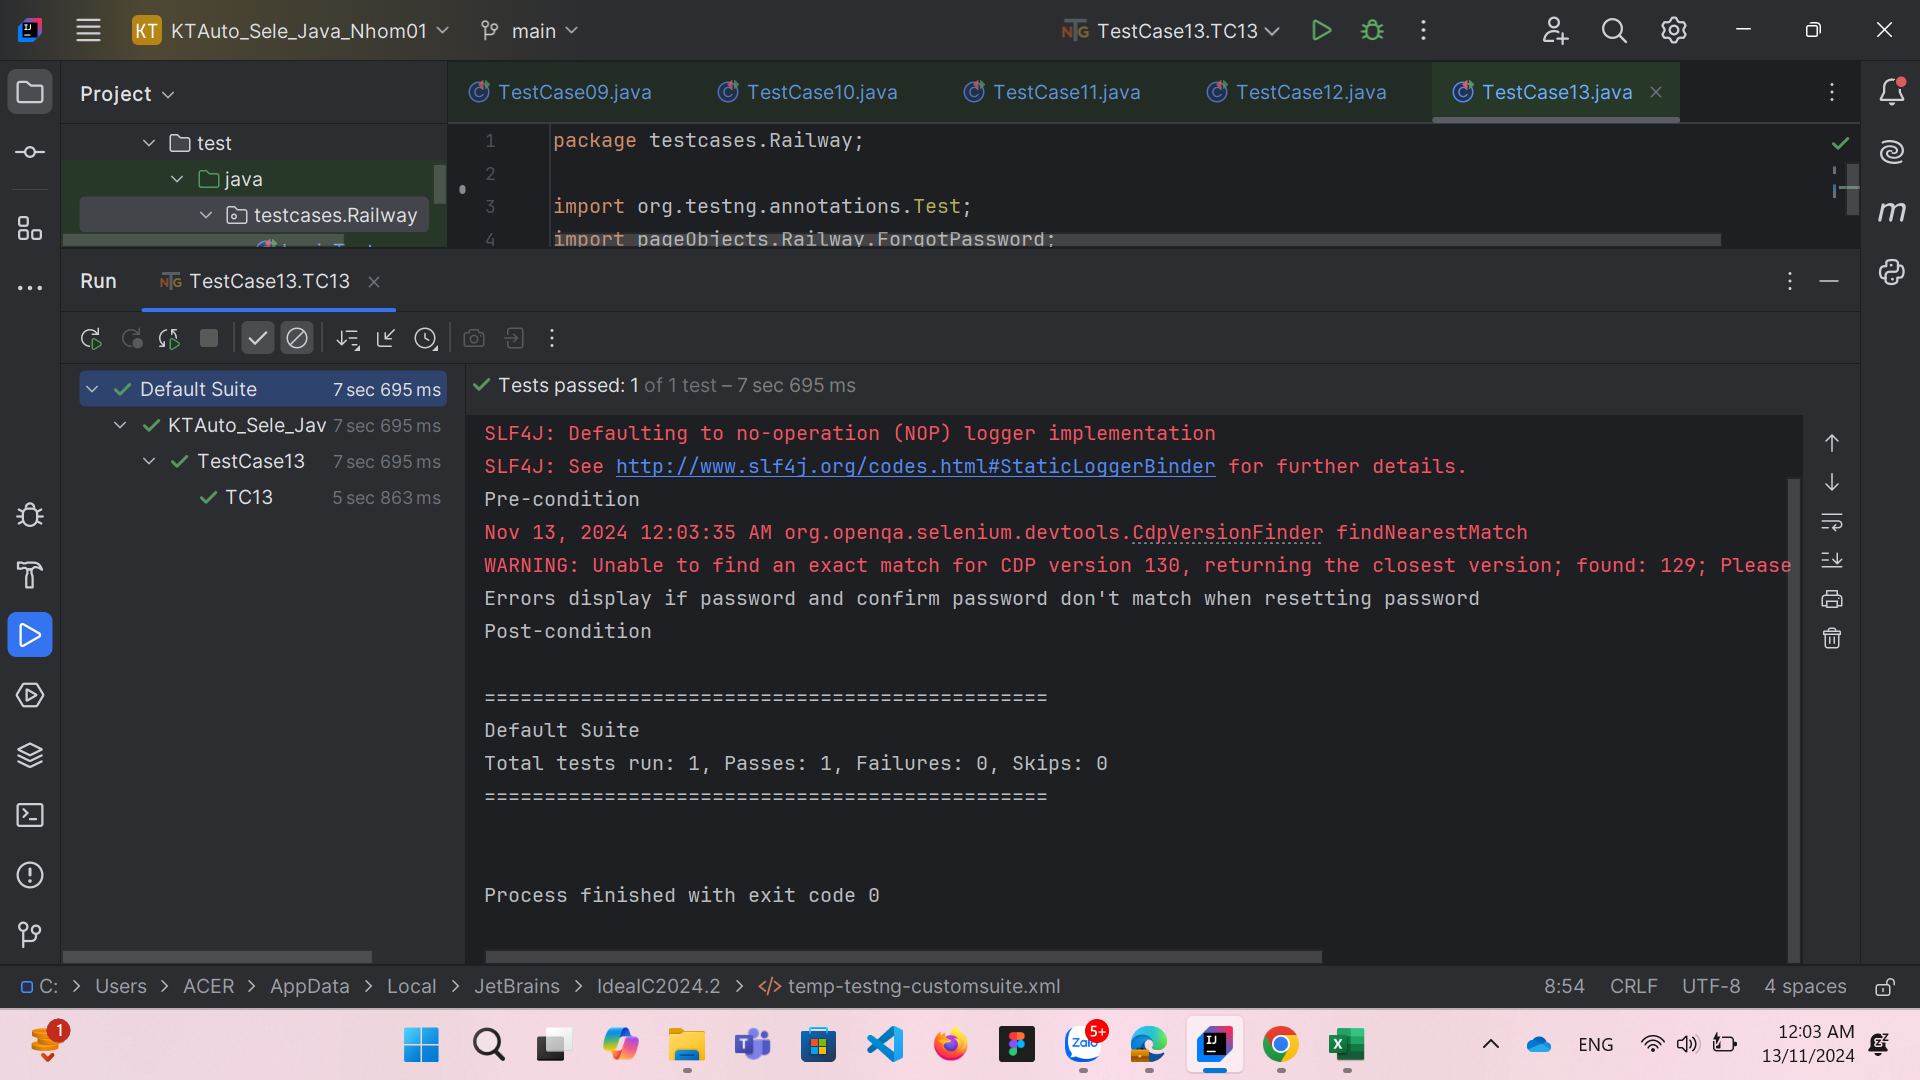 KT KTAuto_Sele_Java_Nhom01 main TestCase13.TC13
Project
TestCase09.java TestCase10.java TestCase11.java TestCase12.java TestCase13.java
test
java
testcases.Railway
1 package testcases.Railway;
2
3 import org.testng.annotations.Test;
4 import pageObjects.Railway.ForgotPassword;
Run TestCase13.TC13
Default Suite 7 sec 695 ms
KTAuto_Sele_Jav 7 sec 695 ms
TestCase13 7 sec 695 ms
TC13 5 sec 863 ms
Tests passed: 1 of 1 test – 7 sec 695 ms
SLF4J: Defaulting to no-operation (NOP) logger implementation
SLF4J: See http://www.slf4j.org/codes.html#StaticLoggerBinder for further details.
Pre-condition
Nov 13, 2024 12:03:35 AM org.openqa.selenium.devtools.CdpVersionFinder findNearestMatch
WARNING: Unable to find an exact match for CDP version 130, returning the closest version; found: 129; Please
Errors display if password and confirm password don't match when resetting password
Post-condition
===============================================
Default Suite
Total tests run: 1, Passes: 1, Failures: 0, Skips: 0
===============================================
Process finished with exit code 0
C: > Users > ACER > AppData > Local > JetBrains > IdeaIC2024.2 > </> temp-testng-customsuite.xml
8:54 CRLF UTF-8 4 spaces
1
Zalo 5+
ENG
12:03 AM
13/11/2024